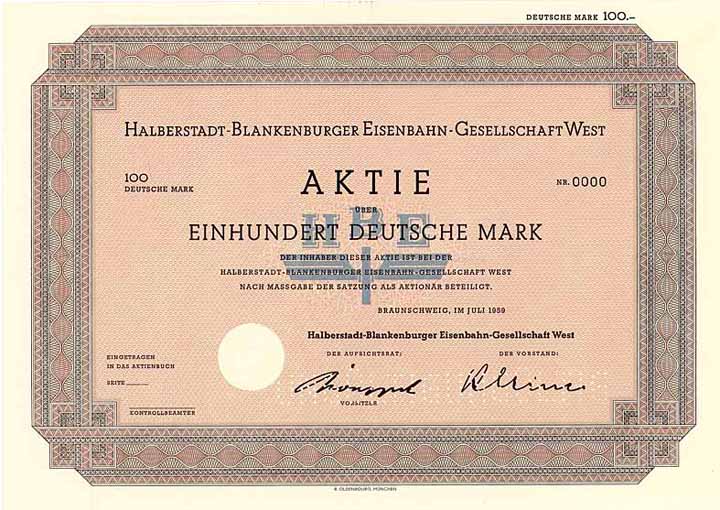 DEUTSCHE MARK 100.–
HALBERSTADT-BLANKENBURGER EISENBAHN-GESELLSCHAFT WEST
100
DEUTSCHE MARK
AKTIE
NR. 0000
ÜBER
HBE
EINHUNDERT DEUTSCHE MARK
DER INHABER DIESER AKTIE IST BEI DER
HALBERSTADT-BLANKENBURGER EISENBAHN-GESELLSCHAFT WEST
NACH MASSGABE DER SATZUNG ALS AKTIONÄR BETEILIGT.
BRAUNSCHWEIG, IM JULI 1959
Halberstadt-Blankenburger Eisenbahn-Gesellschaft West
EINGETRAGEN
IN DAS AKTIENBUCH
SEITE
DER AUFSICHTSRAT:
DER VORSTAND:
VORSITZER
KONTROLLBEAMTER
R. OLDENBOURG, MÜNCHEN